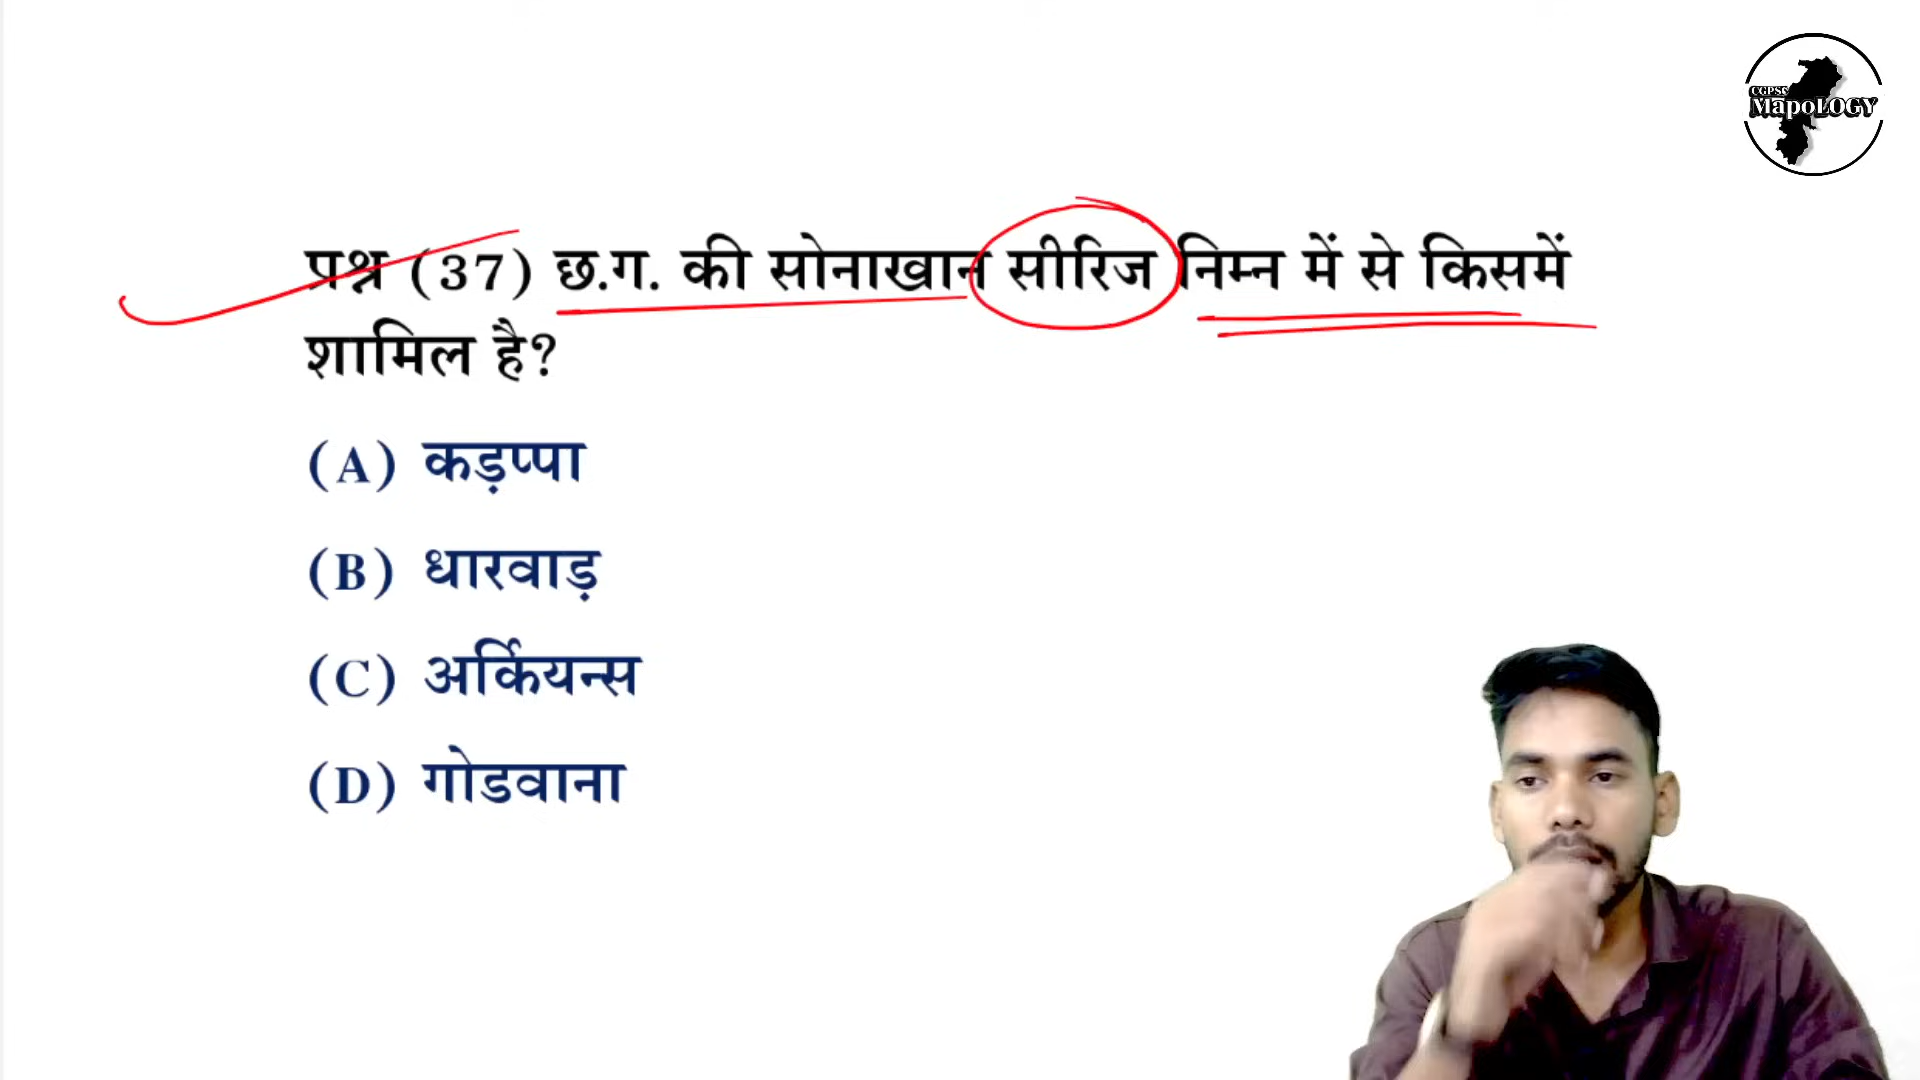 CGPSC
MapoLOGY
प्रश्न (37) छ.ग. की सोनाखान सीरिज निम्न में से किसमें
शामिल है?
(A) कड़प्पा
(B) धारवाड़
(C) अर्कियन्स
(D) गोडवाना